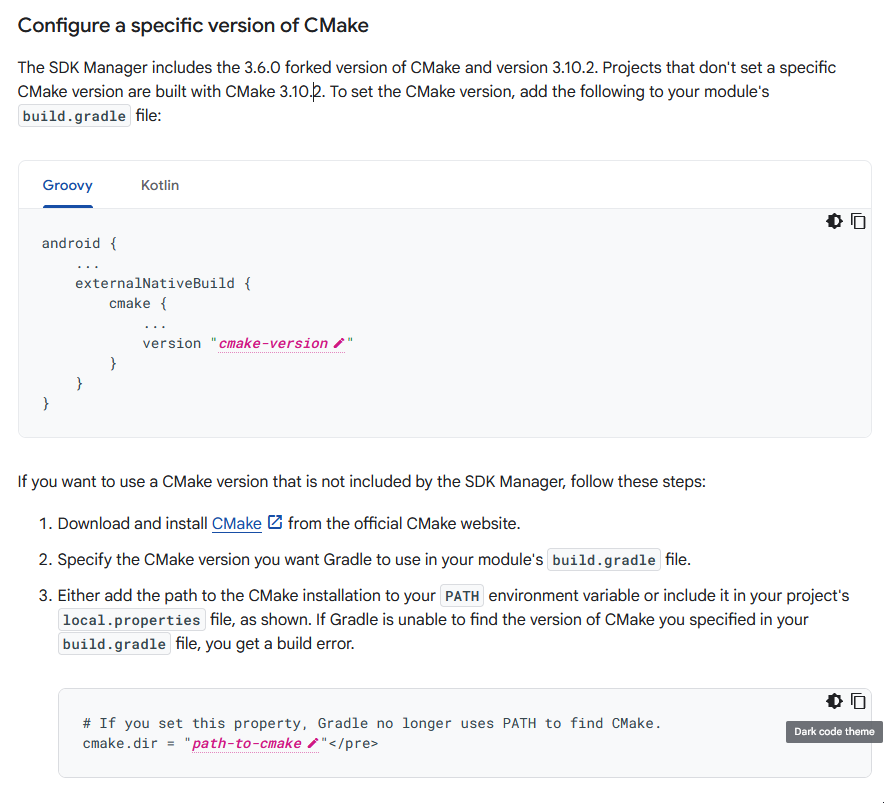 Configure a specific version of CMake
The SDK Manager includes the 3.6.0 forked version of CMake and version 3.10.2. Projects that don't set a specific
CMake version are built with CMake 3.10.2. To set the CMake version, add the following to your module's
build.gradle file:
Groovy Kotlin
android {
    ...
    externalNativeBuild {
        cmake {
            ...
            version "cmake-version"
        }
    }
}
If you want to use a CMake version that is not included by the SDK Manager, follow these steps:
1. Download and install CMake from the official CMake website.
2. Specify the CMake version you want Gradle to use in your module's build.gradle file.
3. Either add the path to the CMake installation to your PATH environment variable or include it in your project's
local.properties file, as shown. If Gradle is unable to find the version of CMake you specified in your
build.gradle file, you get a build error.
# If you set this property, Gradle no longer uses PATH to find CMake.
cmake.dir = "path-to-cmake"</pre>
Dark code theme